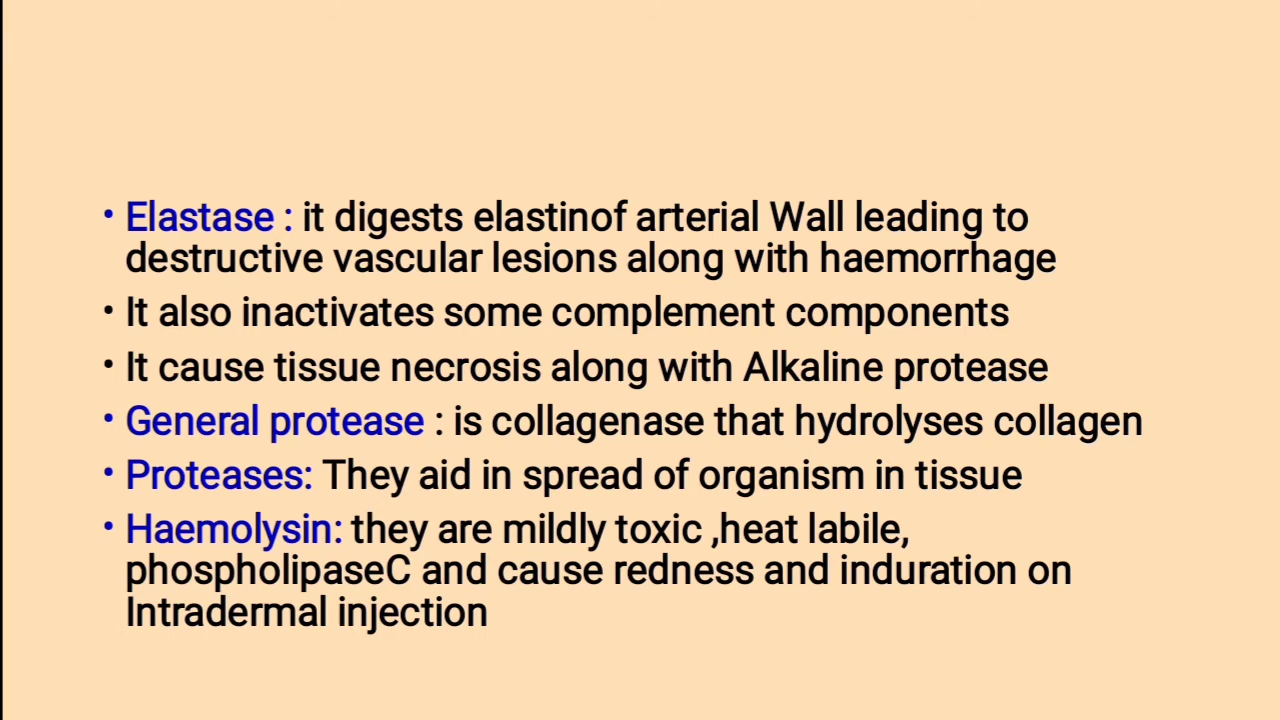 • Elastase : it digests elastinof arterial Wall leading to
destructive vascular lesions along with haemorrhage
• It also inactivates some complement components
• It cause tissue necrosis along with Alkaline protease
• General protease : is collagenase that hydrolyses collagen
• Proteases: They aid in spread of organism in tissue
• Haemolysin: they are mildly toxic ,heat labile,
phospholipaseC and cause redness and induration on
Intradermal injection